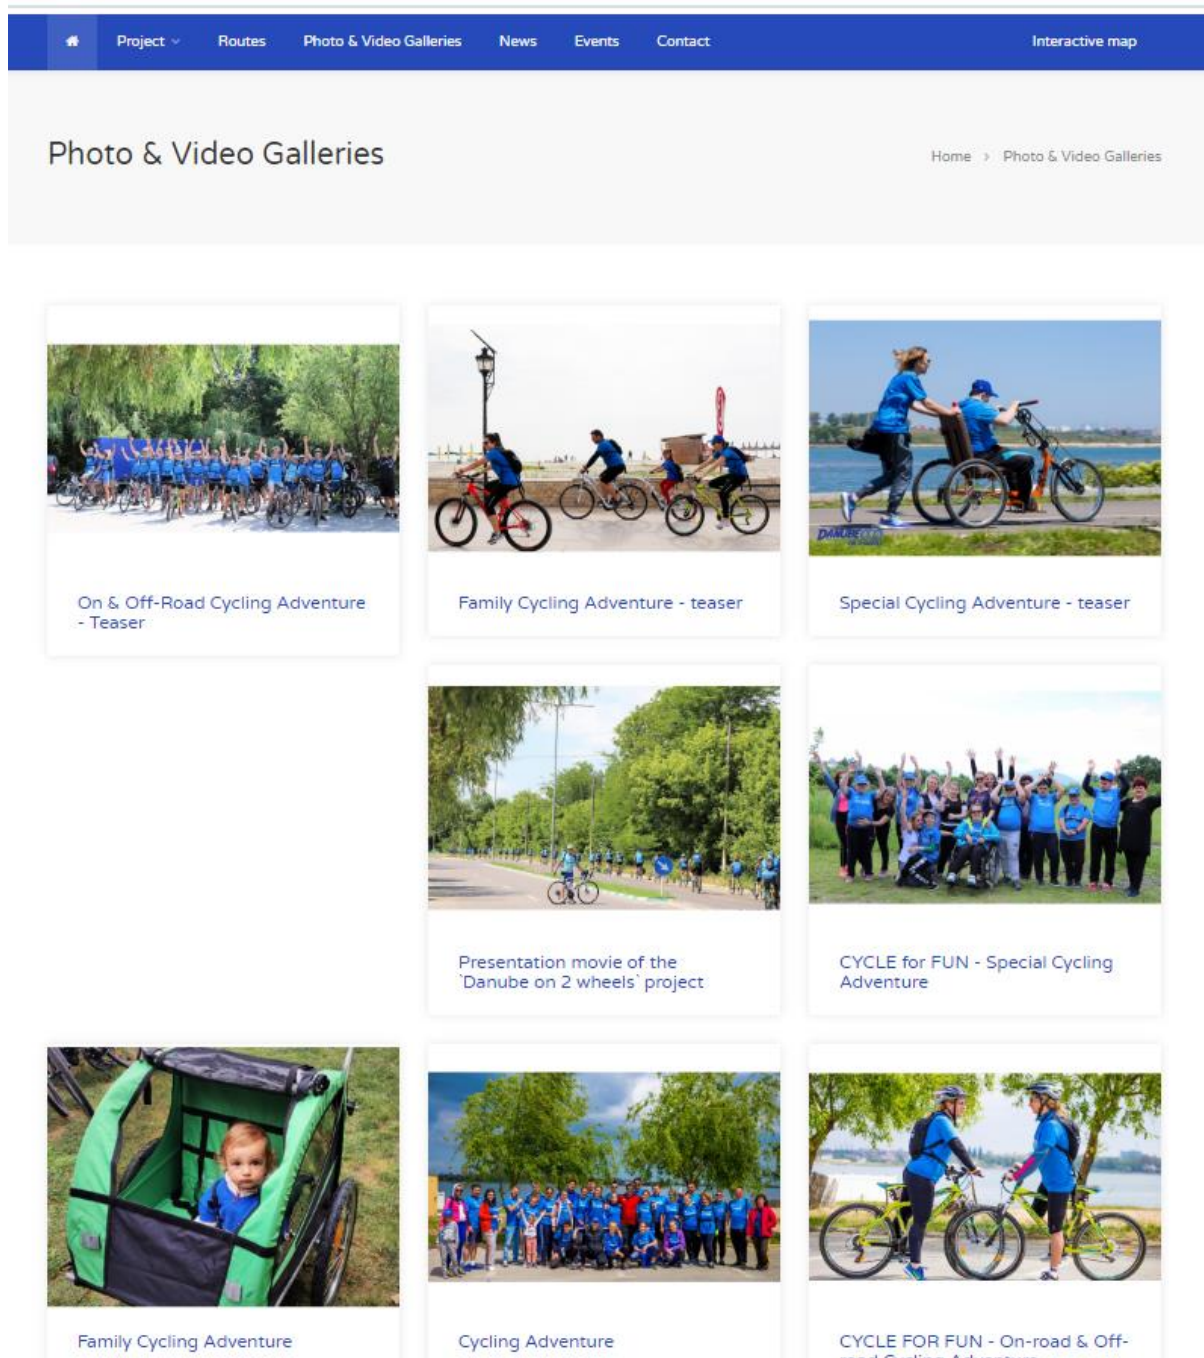 Project Routes Photo & Video Galleries News Events Contact Interactive map
Photo & Video Galleries
Home > Photo & Video Galleries
On & Off-Road Cycling Adventure
- Teaser
Family Cycling Adventure - teaser
Special Cycling Adventure - teaser
Presentation movie of the
`Danube on 2 wheels` project
CYCLE for FUN - Special Cycling
Adventure
Family Cycling Adventure
Cycling Adventure
CYCLE FOR FUN - On-road & Off-
road Cycling Adventure